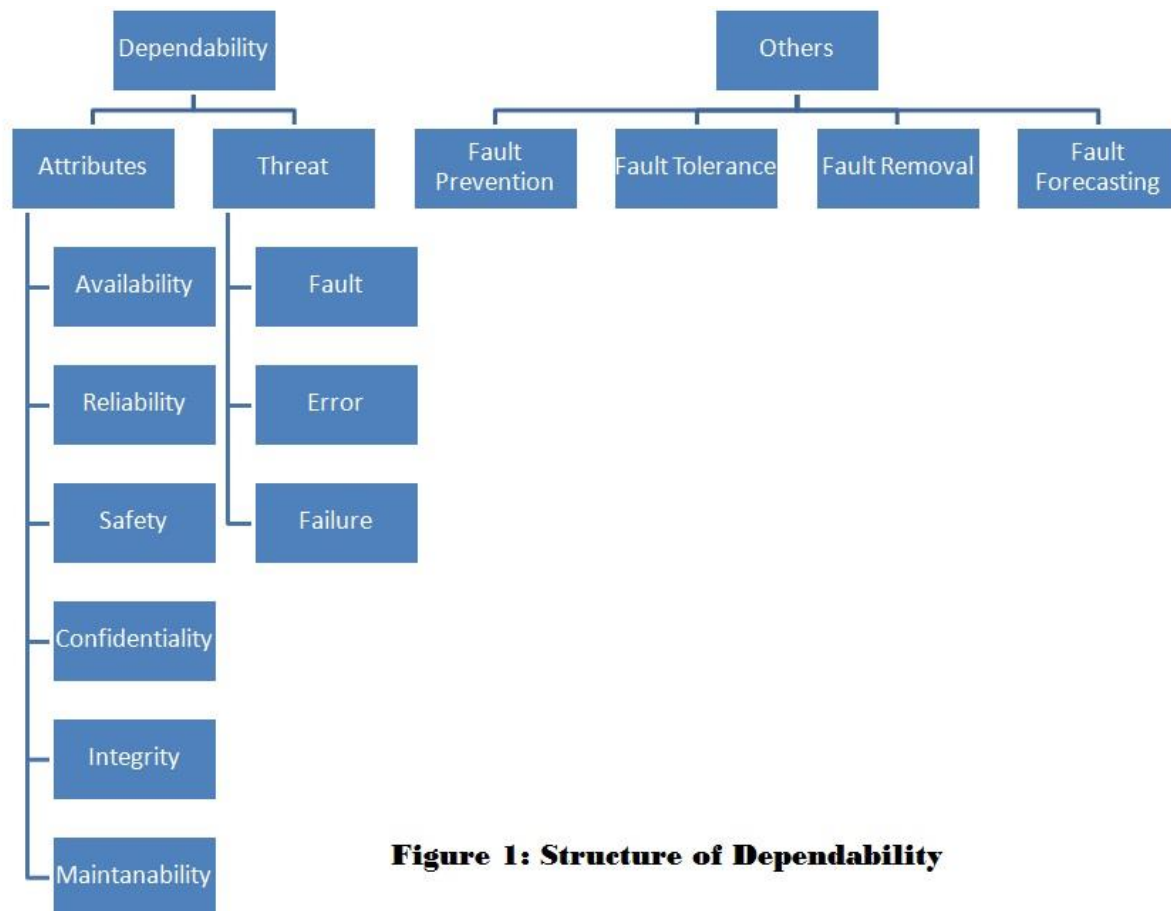 Dependability
Others
Attributes
Threat
Fault
Prevention
Fault Tolerance
Fault Removal
Fault
Forecasting
Availability
Fault
Reliability
Error
Safety
Failure
Confidentiality
Integrity
Maintanability
Figure 1: Structure of Dependability